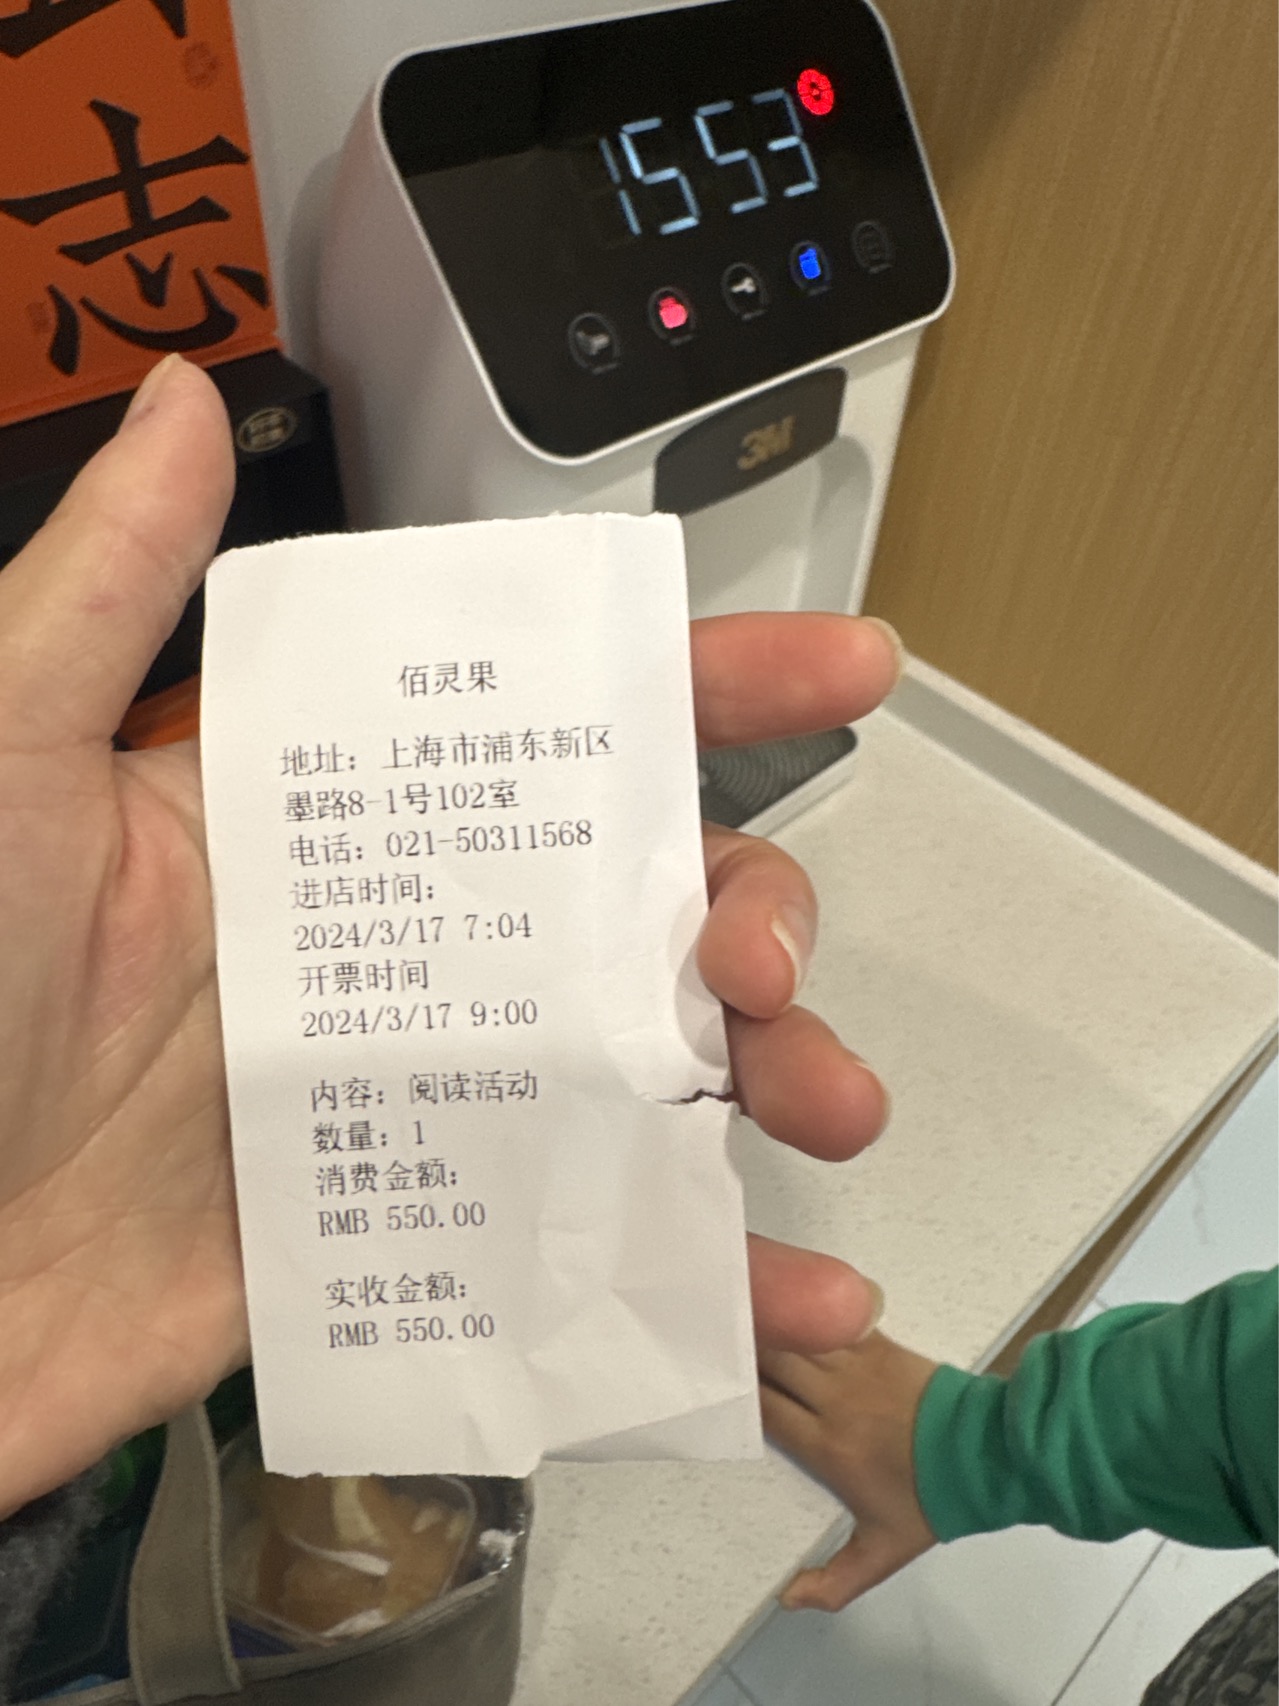 志
1553
3M
佰灵果
地址：上海市浦东新区
墨路8-1号102室
电话：021-50311568
进店时间：
2024/3/17 7:04
开票时间
2024/3/17 9:00
内容：阅读活动
数量：1
消费金额：
RMB 550.00
实收金额：
RMB 550.00